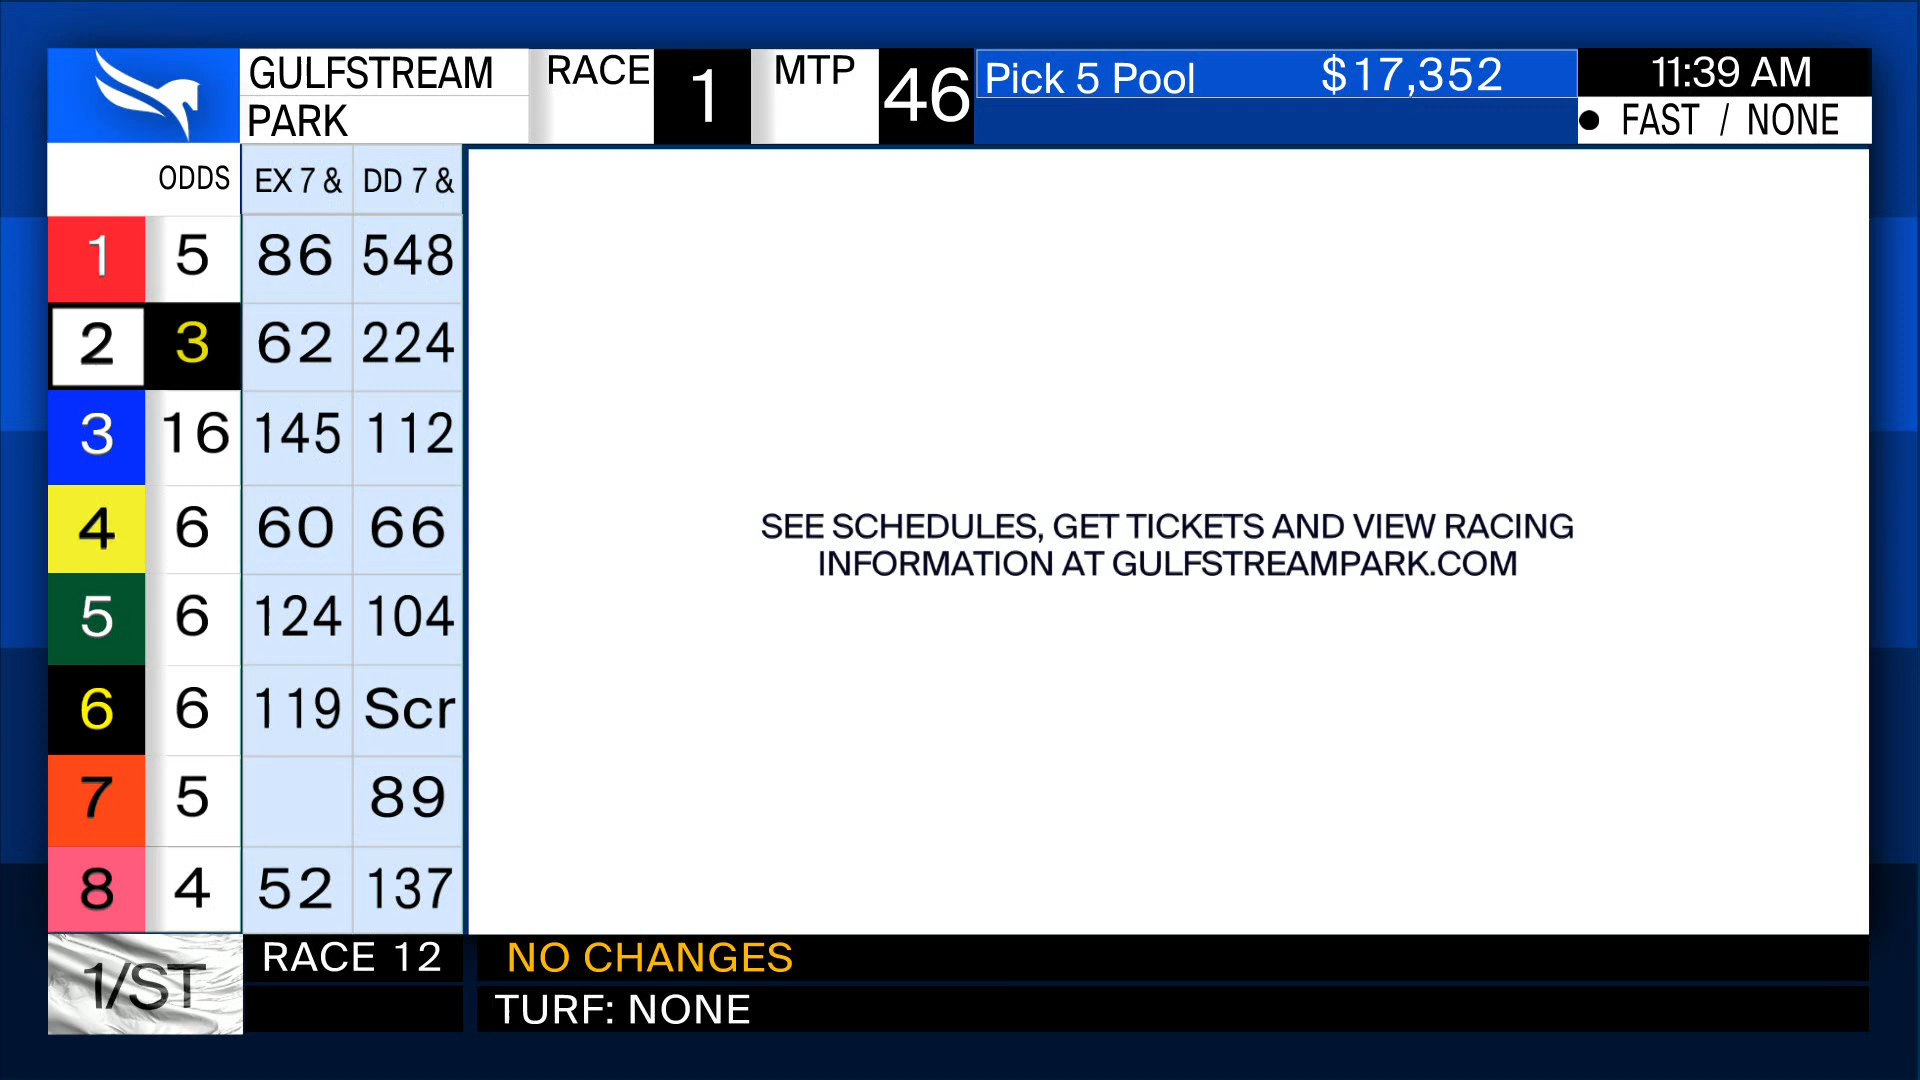 GULFSTREAM PARK RACE 1 MTP 46 Pick 5 Pool $17,352 11:39 AM
● FAST / NONE
ODDS EX 7 & DD 7 &
1 5 86 548
2 3 62 224
3 16 145 112
4 6 60 66
5 6 124 104
6 6 119 Scr
7 5 89
8 4 52 137
SEE SCHEDULES, GET TICKETS AND VIEW RACING
INFORMATION AT GULFSTREAMPARK.COM
1/ST
RACE 12 NO CHANGES
TURF: NONE